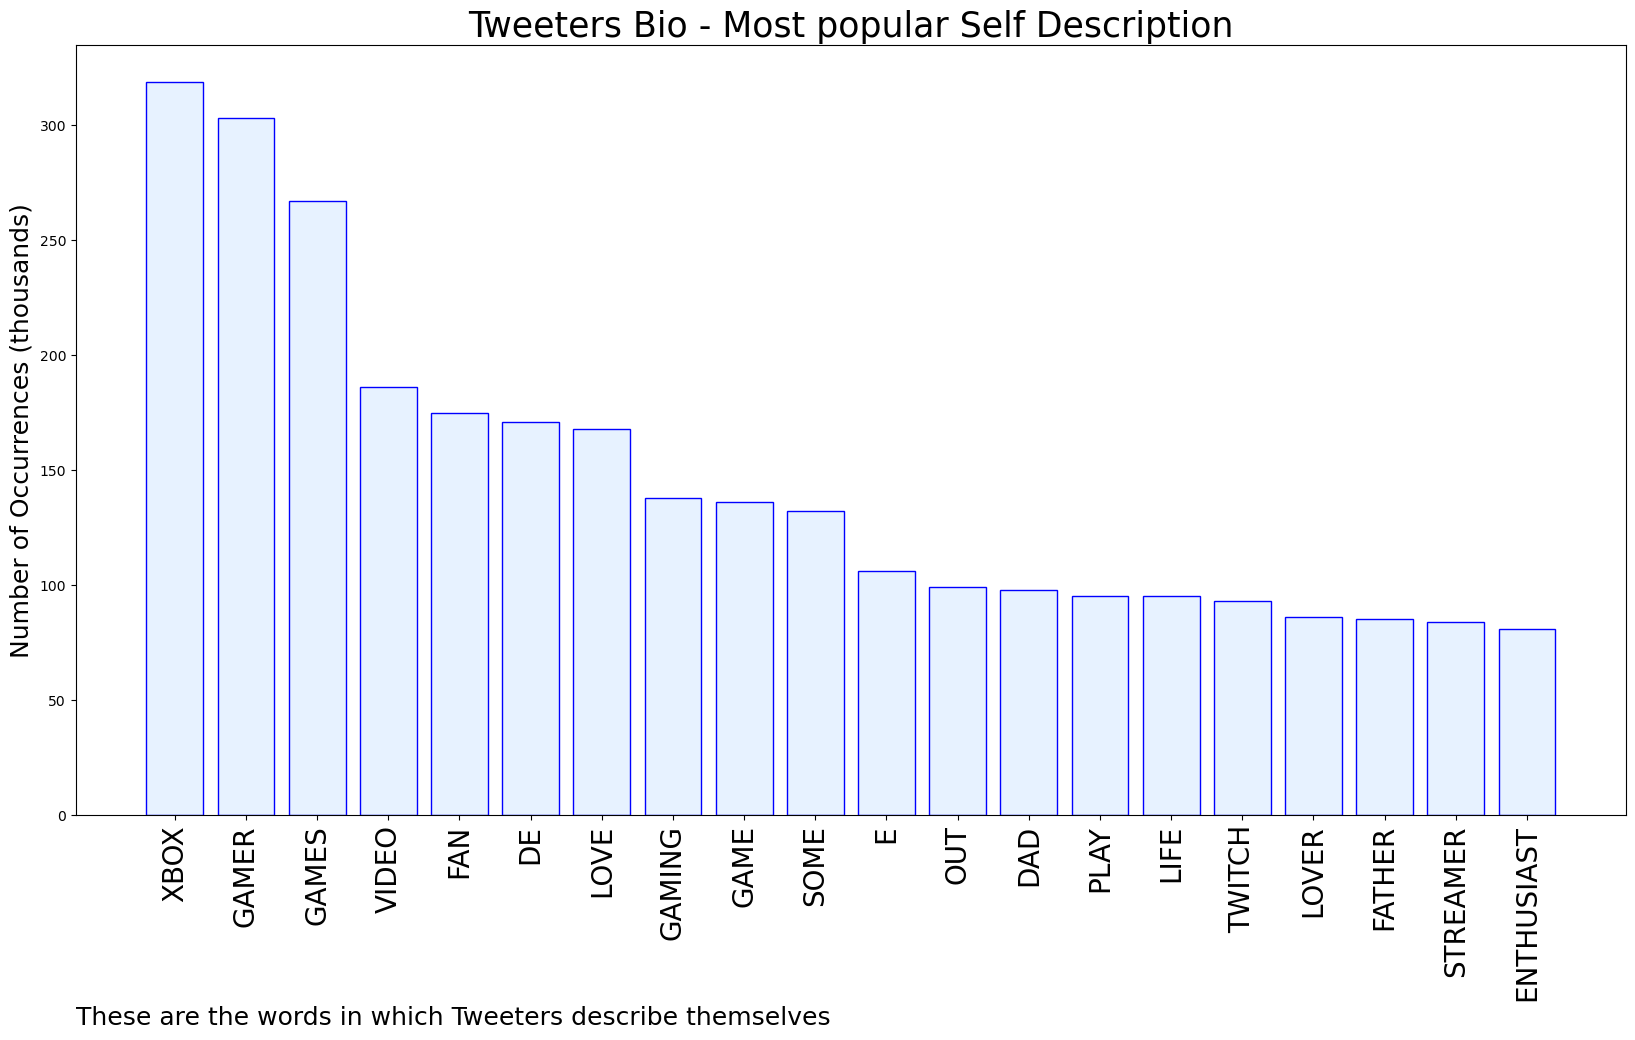 Tweeters Bio - Most popular Self Description
Number of Occurrences (thousands)
300
250
200
150
100
50
0
XBOX
GAMER
GAMES
VIDEO
FAN
DE
LOVE
GAMING
GAME
SOME
E
OUT
DAD
PLAY
LIFE
TWITCH
LOVER
FATHER
STREAMER
ENTHUSIAST
These are the words in which Tweeters describe themselves